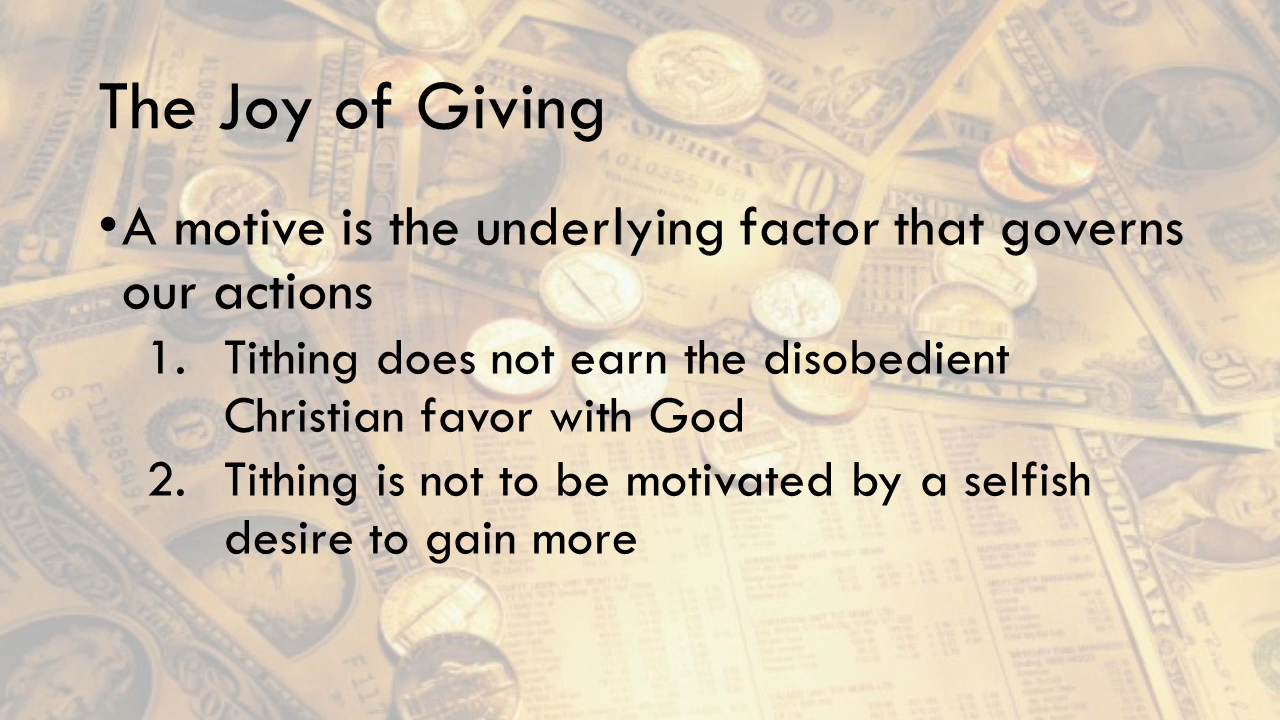 The Joy of Giving
•A motive is the underlying factor that governs
our actions
1. Tithing does not earn the disobedient
Christian favor with God
2. Tithing is not to be motivated by a selfish
desire to gain more